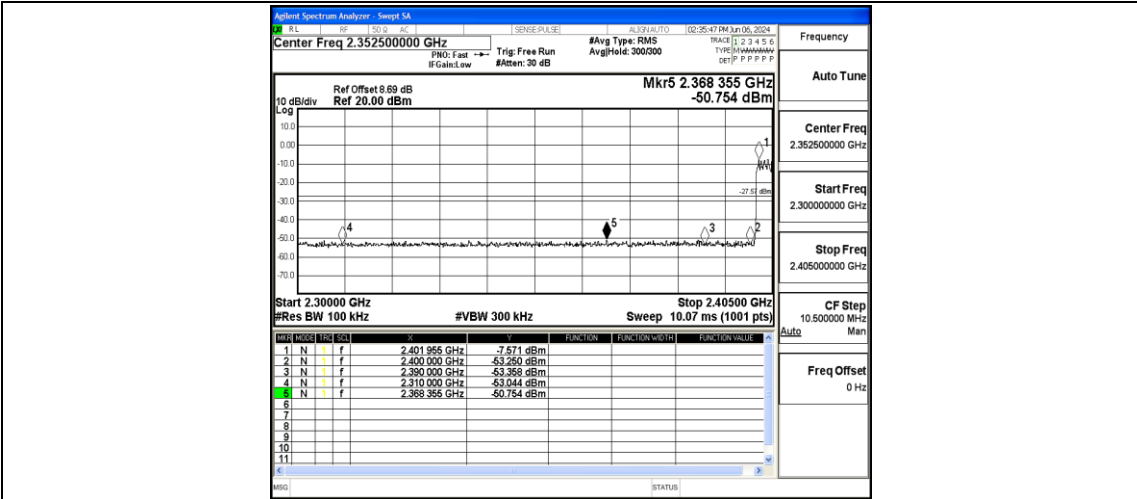 Agilent Spectrum Analyzer - Swept SA
RL RF 50 Ω AC SENSE:PULSE ALIGNAUTO 02:35:47 PM Jun 06, 2024
Center Freq 2.352500000 GHz
PNO: Fast
IFGain:Low
Trig: Free Run
#Atten: 30 dB
#Avg Type: RMS
Avg|Hold: 300/300
TRACE 1 2 3 4 5 6
TYPE M WWWWW
DET P P P P P P
Mkr5 2.368 355 GHz
-50.754 dBm
Ref Offset 8.69 dB
10 dB/div Ref 20.00 dBm
Log
10.0
0.00
-10.0
-20.0
-30.0
-40.0
-50.0
-60.0
-70.0
1
-27.57 dBm
4
5
3
2
Start 2.30000 GHz Stop 2.40500 GHz
#Res BW 100 kHz #VBW 300 kHz Sweep 10.07 ms (1001 pts)
MKR MODE TRC SCL X Y FUNCTION FUNCTION WIDTH FUNCTION VALUE
1 N 1 f 2.401 955 GHz -7.571 dBm
2 N 1 f 2.400 000 GHz -53.250 dBm
3 N 1 f 2.390 000 GHz -53.358 dBm
4 N 1 f 2.310 000 GHz -53.044 dBm
5 N 1 f 2.368 355 GHz -50.754 dBm
6
7
8
9
10
11
MSG STATUS
Frequency
Auto Tune
Center Freq
2.352500000 GHz
Start Freq
2.300000000 GHz
Stop Freq
2.405000000 GHz
CF Step
10.500000 MHz
Auto Man
Freq Offset
0 Hz